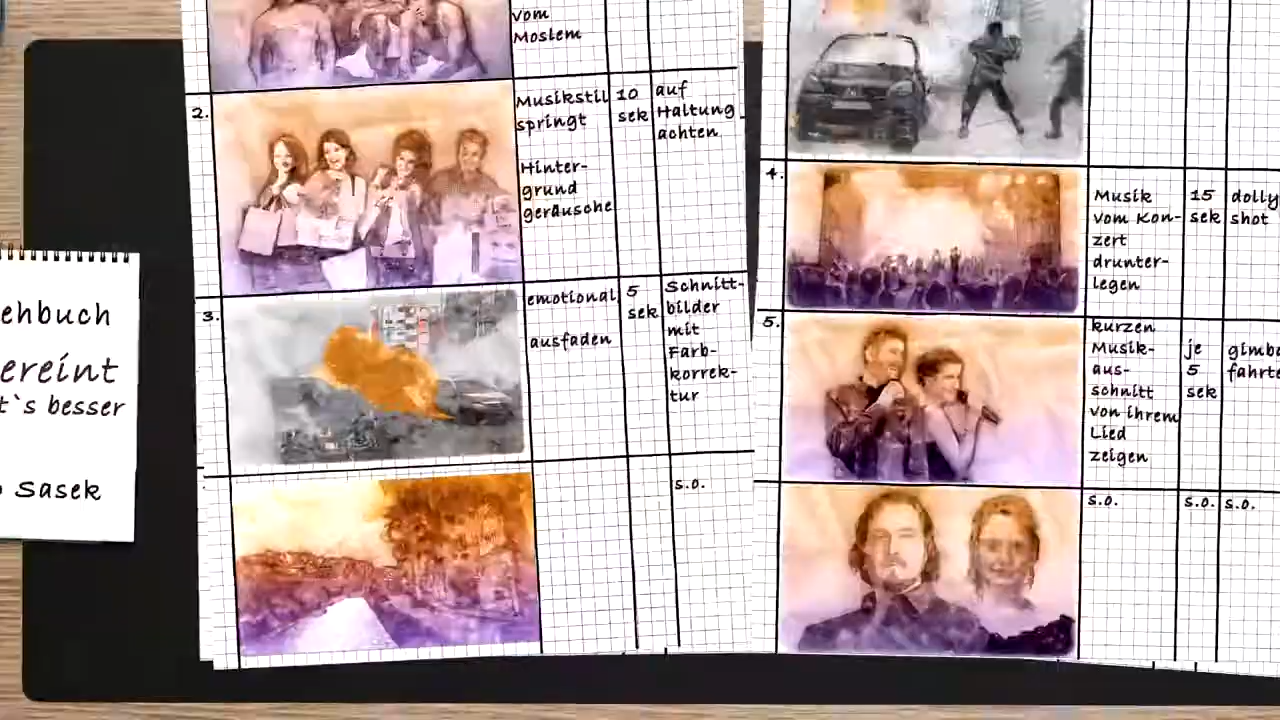 ehbuch
ereint
t`s besser
Sasek
vom
Moslem
2.
Musikstil
springt
Hinter-
grund
geräusche
10
sek
auf
Haltung
achten
3.
emotional
ausfaden
5
sek
Schnitt-
bilder
mit
Farb-
korrek-
tur
s.o.
4.
Musik
vom Kon-
zert
drunter-
legen
15
sek
dolly
shot
5.
kurzen
Musik-
aus-
schnitt
von ihrem
Lied
zeigen
je
5
sek
gimba
fahrte
s.o.
s.o.
s.o.